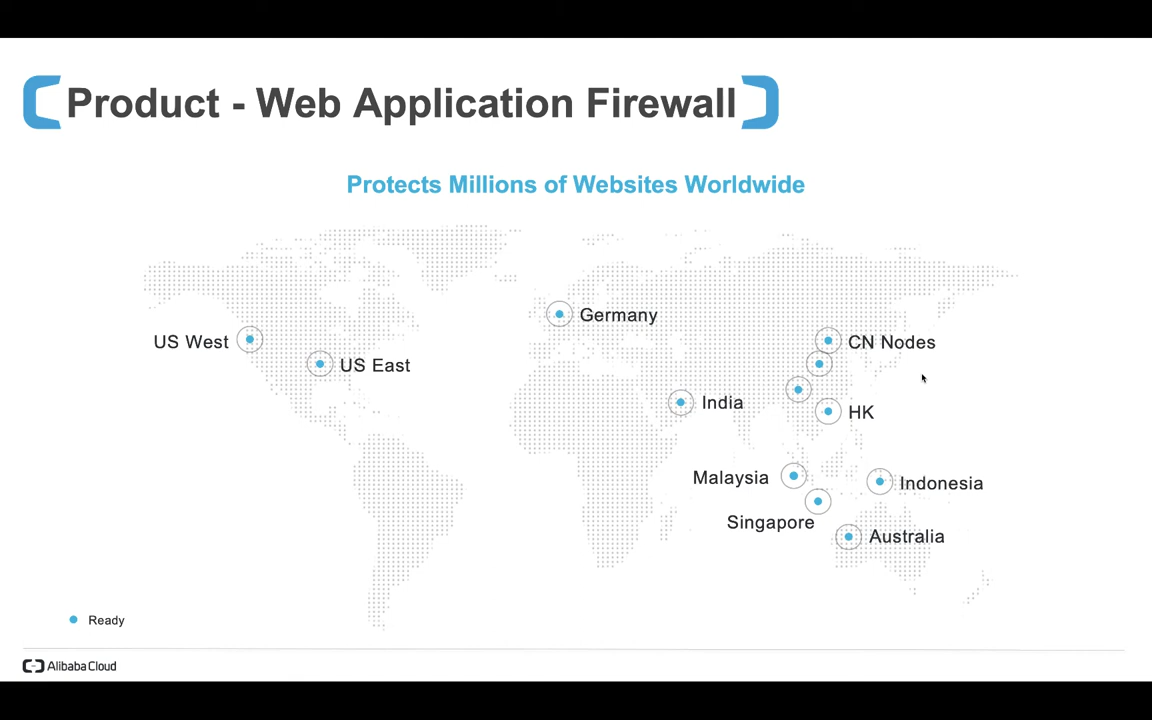 Product - Web Application Firewall
Protects Millions of Websites Worldwide
Germany
US West
CN Nodes
US East
India
HK
Malaysia
Indonesia
Singapore
Australia
Ready
Alibaba Cloud